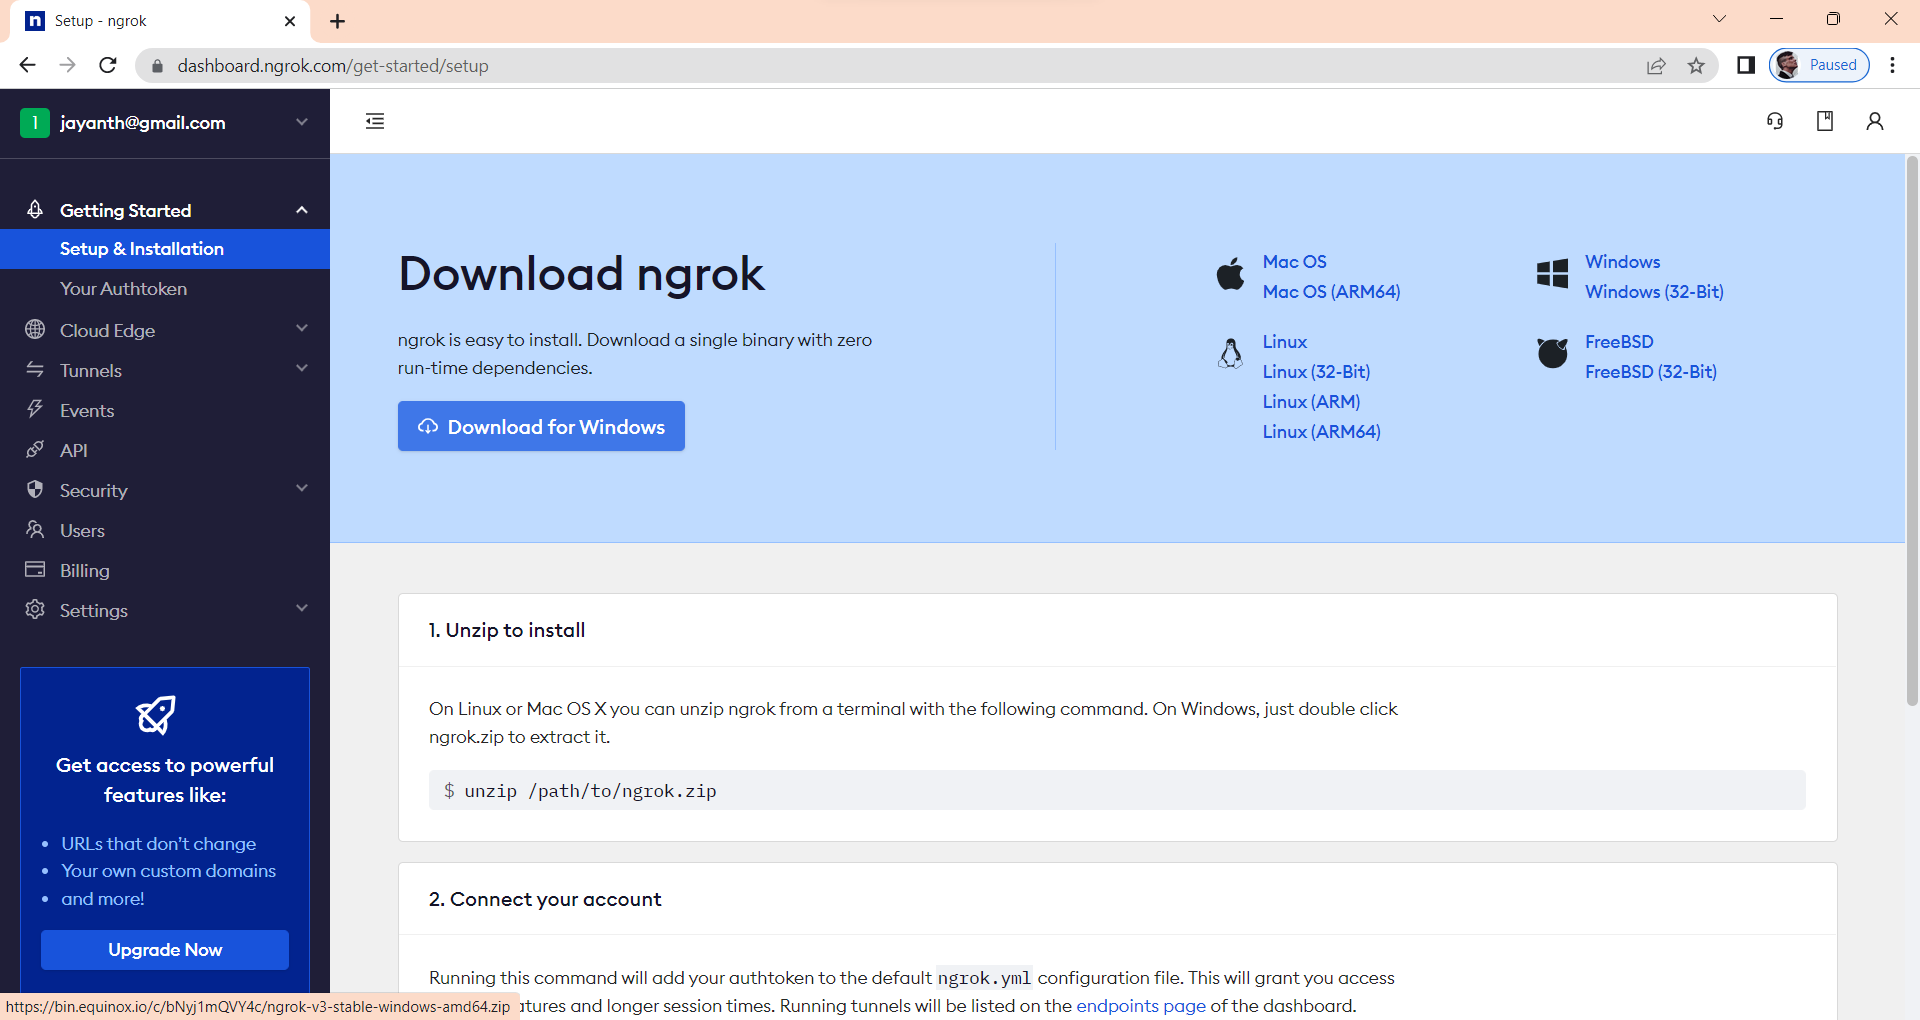 n Setup - ngrok
dashboard.ngrok.com/get-started/setup
Paused
1 jayanth@gmail.com
Getting Started
Setup & Installation
Your Authtoken
Cloud Edge
Tunnels
Events
API
Security
Users
Billing
Settings
Get access to powerful
features like:
• URLs that don't change
• Your own custom domains
• and more!
Upgrade Now
https://bin.equinox.io/c/bNyj1mQVY4c/ngrok-v3-stable-windows-amd64.zip
Download ngrok
ngrok is easy to install. Download a single binary with zero
run-time dependencies.
Download for Windows
Mac OS
Mac OS (ARM64)
Linux
Linux (32-Bit)
Linux (ARM)
Linux (ARM64)
Windows
Windows (32-Bit)
FreeBSD
FreeBSD (32-Bit)
1. Unzip to install
On Linux or Mac OS X you can unzip ngrok from a terminal with the following command. On Windows, just double click
ngrok.zip to extract it.
$ unzip /path/to/ngrok.zip
2. Connect your account
Running this command will add your authtoken to the default ngrok.yml configuration file. This will grant you access
atures and longer session times. Running tunnels will be listed on the endpoints page of the dashboard.